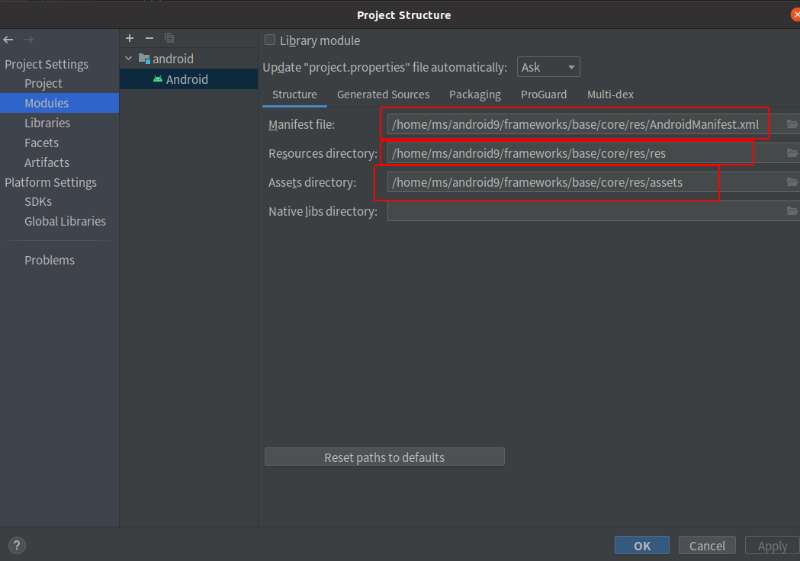 Project Structure
Project Settings
Project
Modules
Libraries
Facets
Artifacts
Platform Settings
SDKs
Global Libraries
Problems
android
Android
Library module
Update "project.properties" file automatically: Ask
Structure Generated Sources Packaging ProGuard Multi-dex
Manifest file: /home/ms/android9/frameworks/base/core/res/AndroidManifest.xml
Resources directory: /home/ms/android9/frameworks/base/core/res/res
Assets directory: /home/ms/android9/frameworks/base/core/res/assets
Native libs directory:
Reset paths to defaults
? OK Cancel Apply